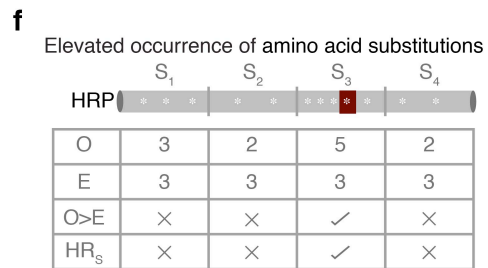 f
Elevated occurrence of amino acid substitutions
S1 S2 S3 S4
HRP * * * * * * * * * * * *
O 3 2 5 2
E 3 3 3 3
O>E × × ✓ ×
HRS × × ✓ ×